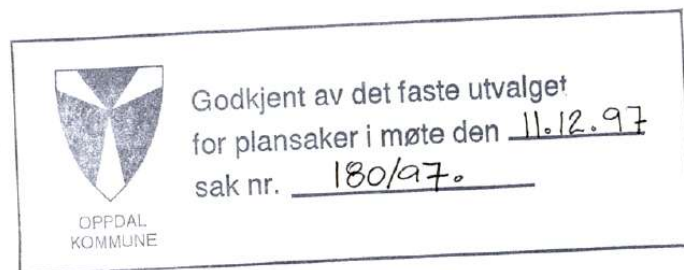 Godkjent av det faste utvalget
for plansaker i møte den 11.12.97
sak nr. 180/97.
OPPDAL
KOMMUNE